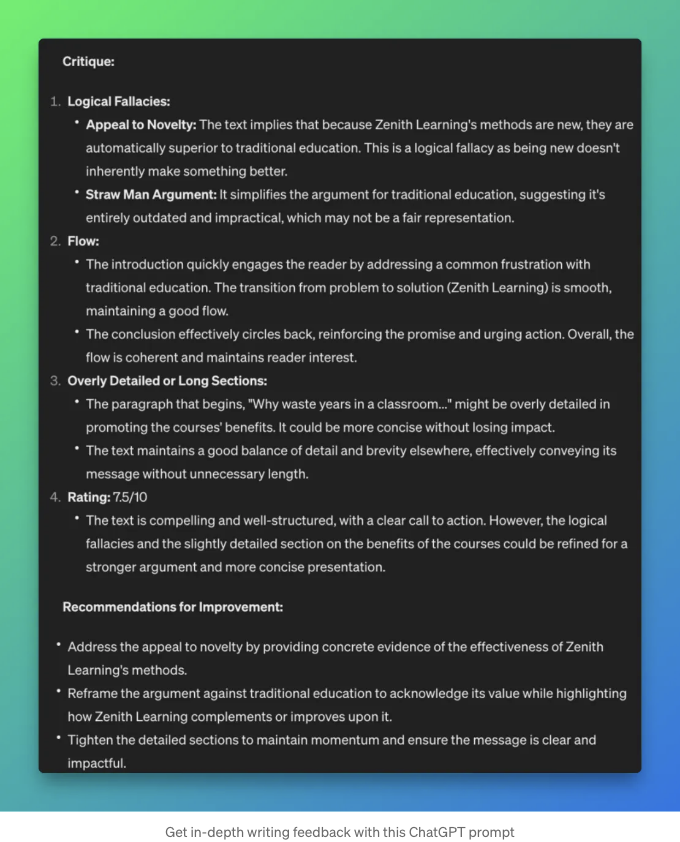 Critique:
1. Logical Fallacies:
• Appeal to Novelty: The text implies that because Zenith Learning's methods are new, they are
automatically superior to traditional education. This is a logical fallacy as being new doesn't
inherently make something better.
• Straw Man Argument: It simplifies the argument for traditional education, suggesting it's
entirely outdated and impractical, which may not be a fair representation.
2. Flow:
• The introduction quickly engages the reader by addressing a common frustration with
traditional education. The transition from problem to solution (Zenith Learning) is smooth,
maintaining a good flow.
• The conclusion effectively circles back, reinforcing the promise and urging action. Overall, the
flow is coherent and maintains reader interest.
3. Overly Detailed or Long Sections:
• The paragraph that begins, "Why waste years in a classroom..." might be overly detailed in
promoting the courses' benefits. It could be more concise without losing impact.
• The text maintains a good balance of detail and brevity elsewhere, effectively conveying its
message without unnecessary length.
4. Rating: 7.5/10
• The text is compelling and well-structured, with a clear call to action. However, the logical
fallacies and the slightly detailed section on the benefits of the courses could be refined for a
stronger argument and more concise presentation.
Recommendations for Improvement:
• Address the appeal to novelty by providing concrete evidence of the effectiveness of Zenith
Learning's methods.
• Reframe the argument against traditional education to acknowledge its value while highlighting
how Zenith Learning complements or improves upon it.
• Tighten the detailed sections to maintain momentum and ensure the message is clear and
impactful.
Get in-depth writing feedback with this ChatGPT prompt